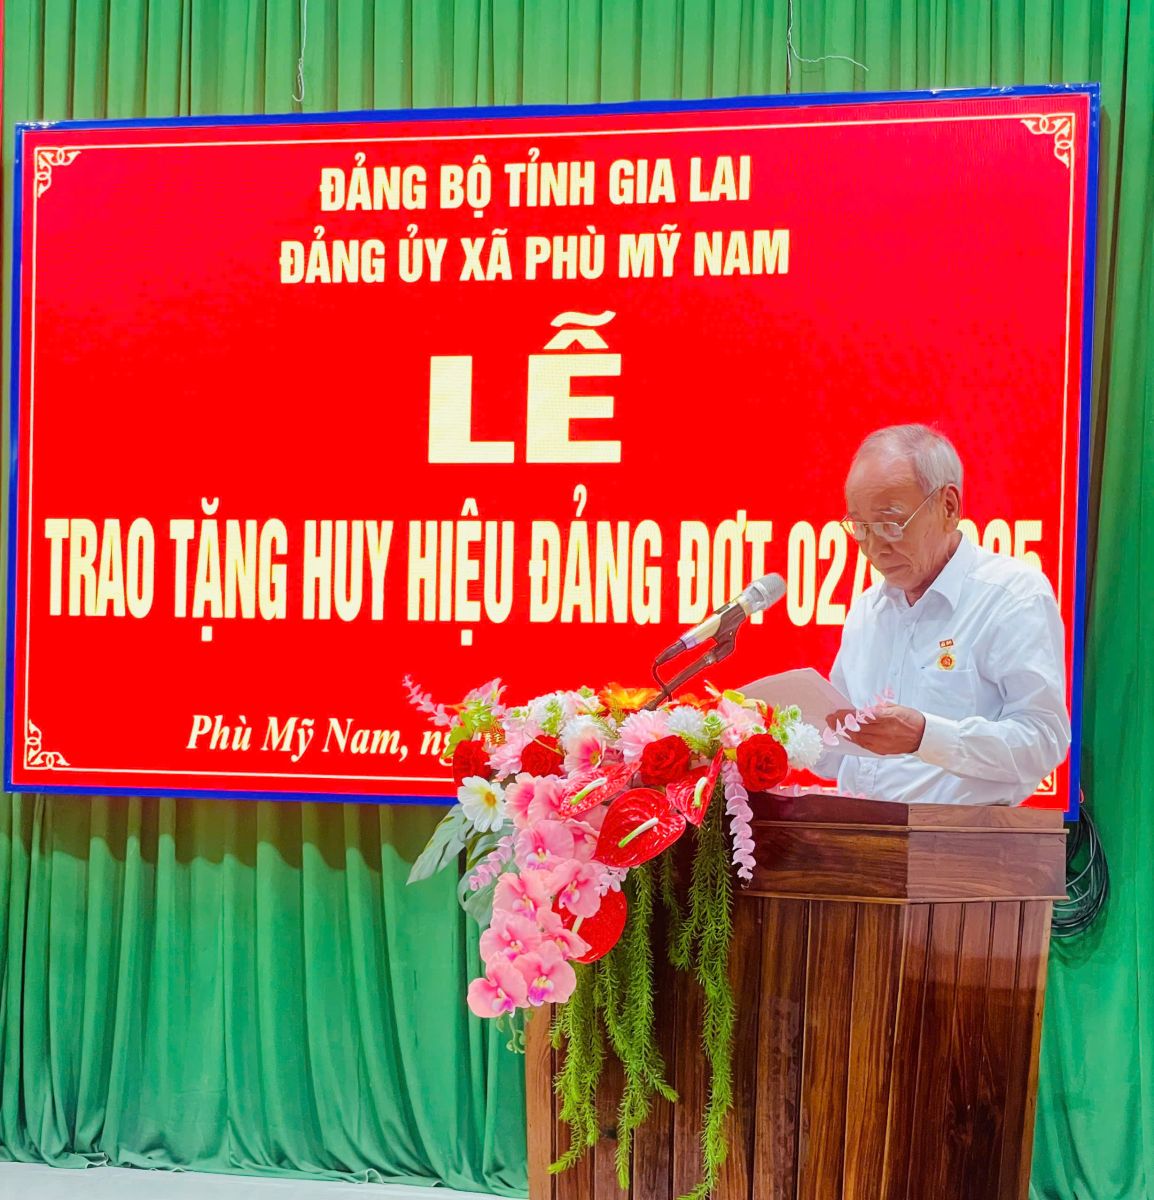 ĐẢNG BỘ TỈNH GIA LAI
ĐẢNG ỦY XÃ PHÙ MỸ NAM
LỄ
TRAO TẶNG HUY HIỆU ĐẢNG ĐỢT 02/
Phù Mỹ Nam,